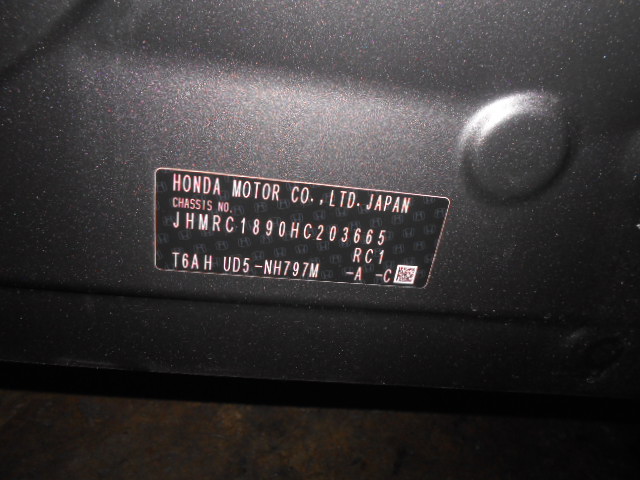 HONDA MOTOR CO.,LTD.JAPAN
CHASSIS NO.
JHMRC1890HC203665
RC1
T6AH UD5-NH797M -A -C